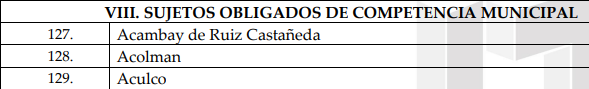 VIII. SUJETOS OBLIGADOS DE COMPETENCIA MUNICIPAL
127. Acambay de Ruiz Castañeda
128. Acolman
129. Aculco